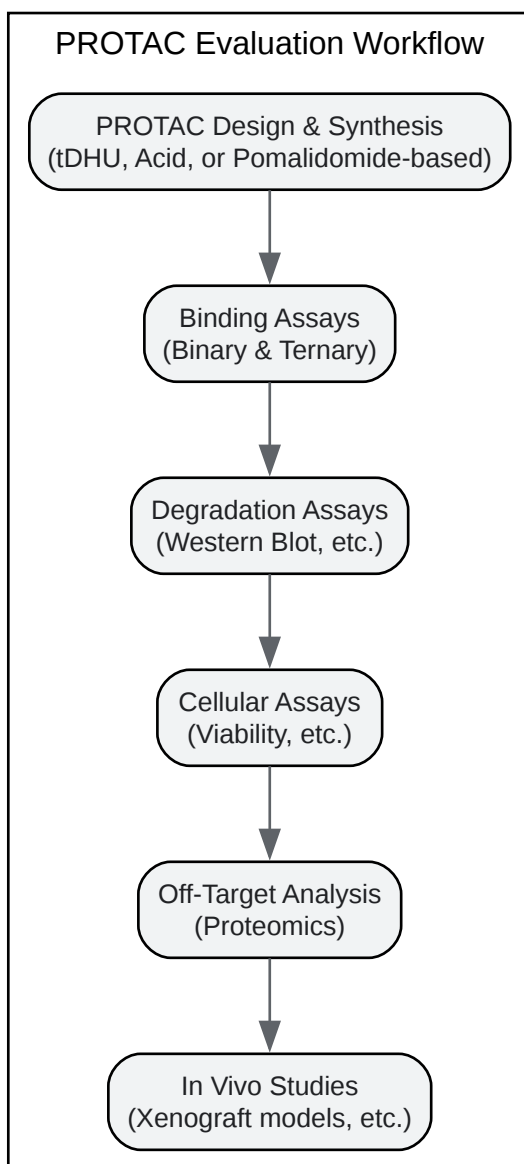 PROTAC Evaluation Workflow
PROTAC Design & Synthesis
(tDHU, Acid, or Pomalidomide-based)
Binding Assays
(Binary & Ternary)
Degradation Assays
(Western Blot, etc.)
Cellular Assays
(Viability, etc.)
Off-Target Analysis
(Proteomics)
In Vivo Studies
(Xenograft models, etc.)